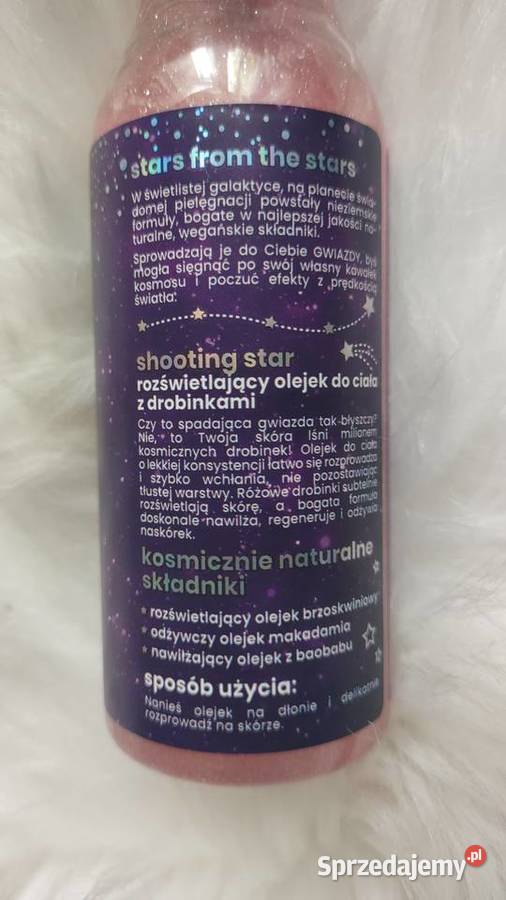 stars from the stars
W świetlistej galaktyce, na planecie świa-
domej pielęgnacji powstały nieziemskie
formuły, bogate w najlepszej jakości na-
turalne, wegańskie składniki.
Sprowadzają je do Ciebie GWIAZDY, byś
mogła sięgnąć po swój własny kawałek
kosmosu i poczuć efekty z prędkością
światła:
shooting star
rozświetlający olejek do ciała
z drobinkami
Czy to spadająca gwiazda tak błyszczy?
Nie, to Twoja skóra lśni milionem
kosmicznych drobinek! Olejek do ciała
o lekkiej konsystencji łatwo się rozprowadza
i szybko wchłania, nie pozostawiając
tłustej warstwy. Różowe drobinki subtelnie
rozświetlają skórę, a bogata formuła
doskonale nawilża, regeneruje i odżywia
naskórek.
kosmicznie naturalne
składniki
* rozświetlający olejek brzoskwiniowy
* odżywczy olejek makadamia
* nawilżający olejek z baobabu
sposób użycia:
Nanieś olejek na dłonie i delikatnie
rozprowadź na skórze.
Sprzedajemy.pl